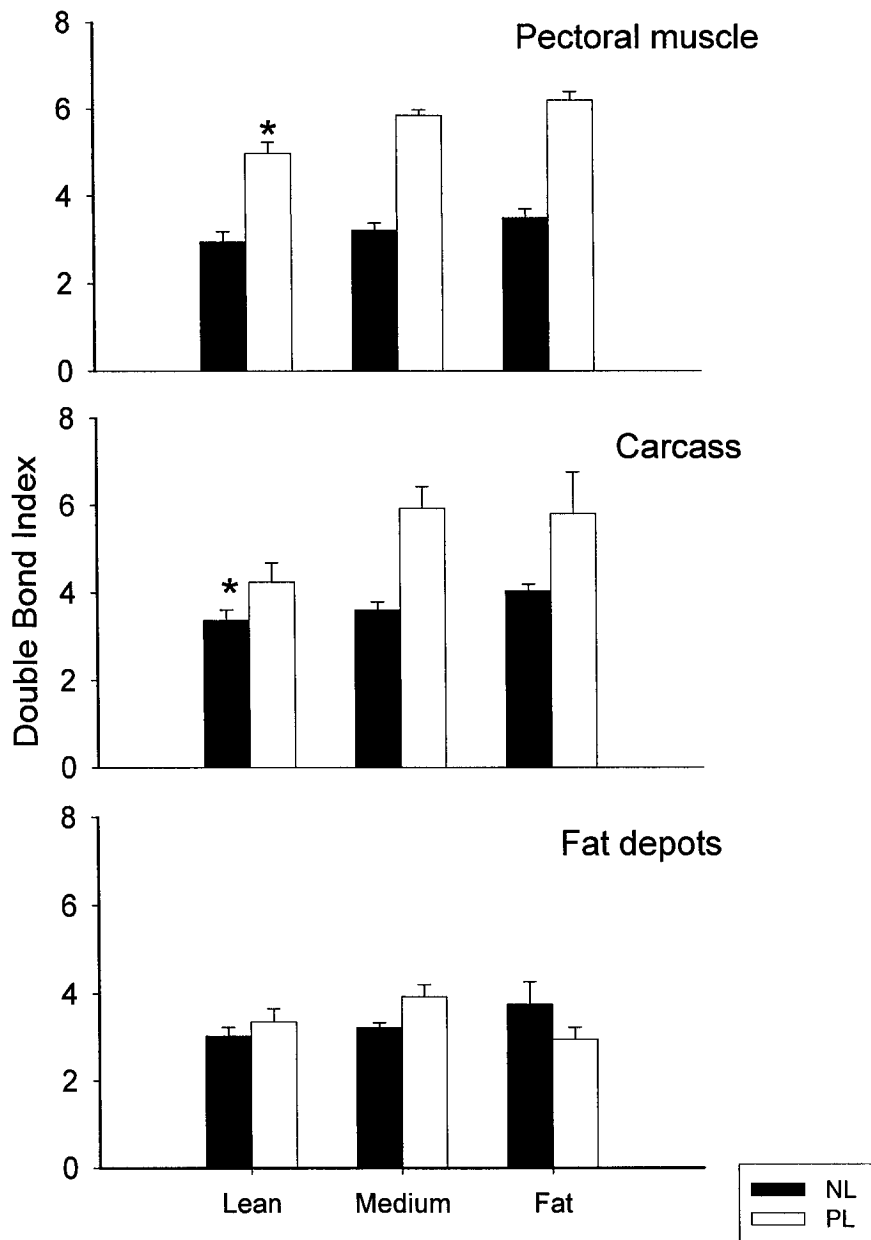 8
Pectoral muscle
6
*
4
2
0
8
Carcass
6
4
*
2
0
Double Bond Index
8
Fat depots
6
4
2
0
Lean Medium Fat
NL
PL